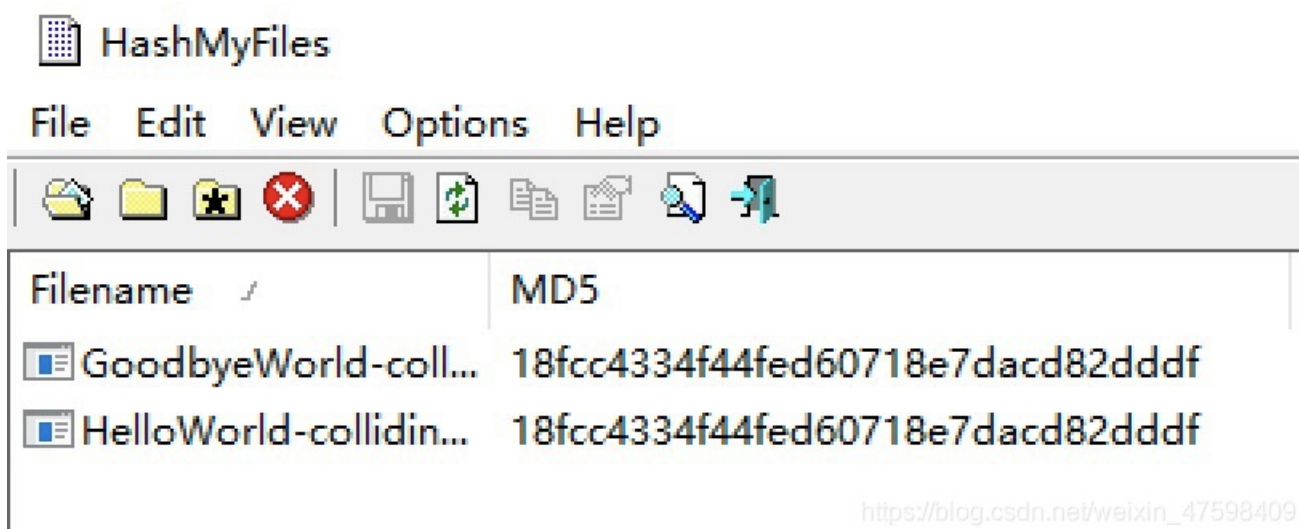 HashMyFiles
File Edit View Options Help
Filename MD5
GoodbyeWorld-coll... 18fcc4334f44fed60718e7dacd82dddf
HelloWorld-collidin... 18fcc4334f44fed60718e7dacd82dddf
https://blog.csdn.net/weixin_47598409